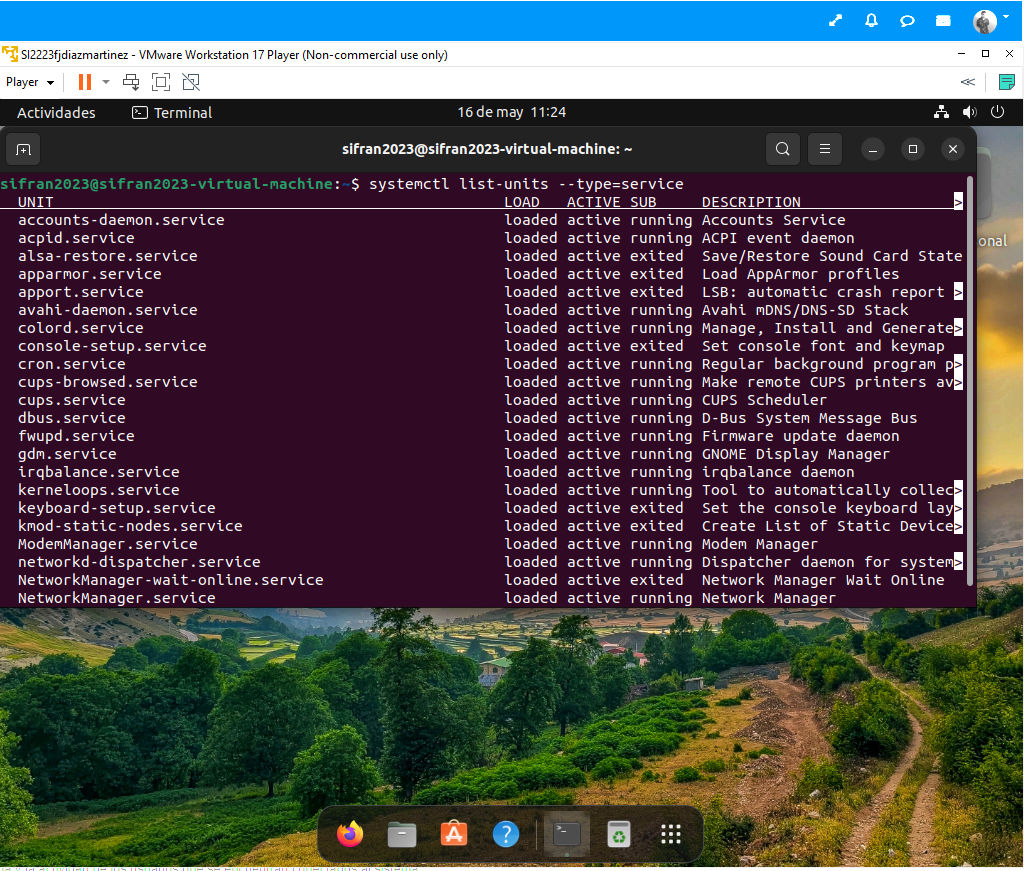 SI2223fjdiazmartinez - VMware Workstation 17 Player (Non-commercial use only)
Player
Actividades Terminal 16 de may 11:24
sifran2023@sifran2023-virtual-machine: ~
sifran2023@sifran2023-virtual-machine:~$ systemctl list-units --type=service
UNIT LOAD ACTIVE SUB DESCRIPTION >
accounts-daemon.service loaded active running Accounts Service
acpid.service loaded active running ACPI event daemon
alsa-restore.service loaded active exited Save/Restore Sound Card State
apparmor.service loaded active exited Load AppArmor profiles
apport.service loaded active exited LSB: automatic crash report >
avahi-daemon.service loaded active running Avahi mDNS/DNS-SD Stack
colord.service loaded active running Manage, Install and Generate>
console-setup.service loaded active exited Set console font and keymap
cron.service loaded active running Regular background program p>
cups-browsed.service loaded active running Make remote CUPS printers av>
cups.service loaded active running CUPS Scheduler
dbus.service loaded active running D-Bus System Message Bus
fwupd.service loaded active running Firmware update daemon
gdm.service loaded active running GNOME Display Manager
irqbalance.service loaded active running irqbalance daemon
kerneloops.service loaded active running Tool to automatically collec>
keyboard-setup.service loaded active exited Set the console keyboard lay>
kmod-static-nodes.service loaded active exited Create List of Static Device>
ModemManager.service loaded active running Modem Manager
networkd-dispatcher.service loaded active running Dispatcher daemon for system>
NetworkManager-wait-online.service loaded active exited Network Manager Wait Online
NetworkManager.service loaded active running Network Manager
onal